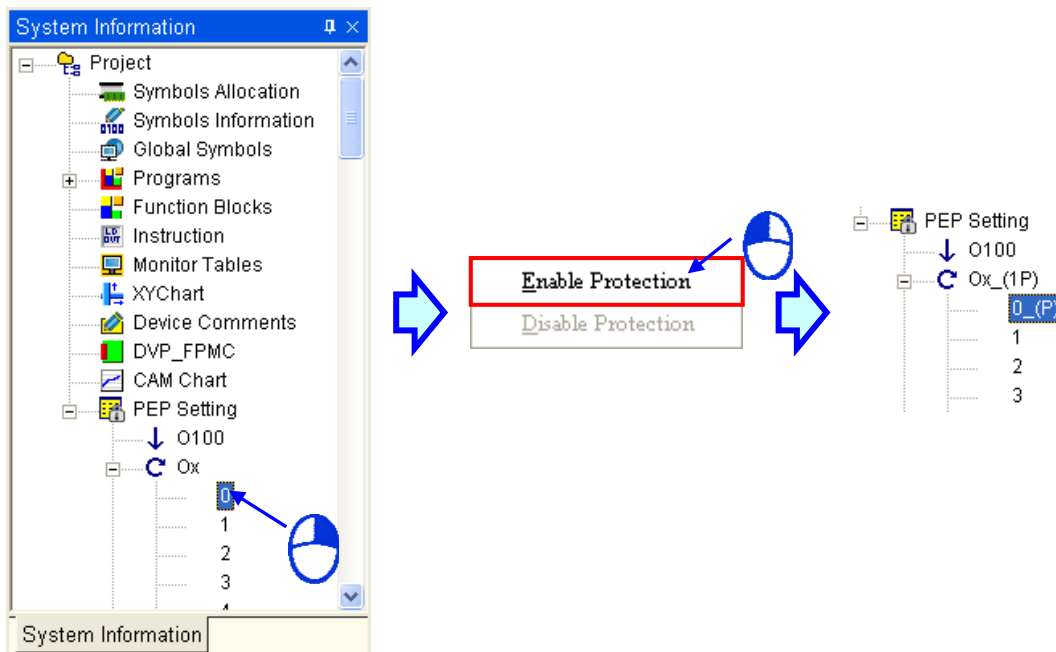 System Information
Project
Symbols Allocation
Symbols Information
Global Symbols
Programs
Function Blocks
Instruction
Monitor Tables
XYChart
Device Comments
DVP_FPMC
CAM Chart
PEP Setting
O100
Ox
0
1
2
3
System Information
Enable Protection
Disable Protection
PEP Setting
O100
Ox_(1P)
0_(P)
1
2
3